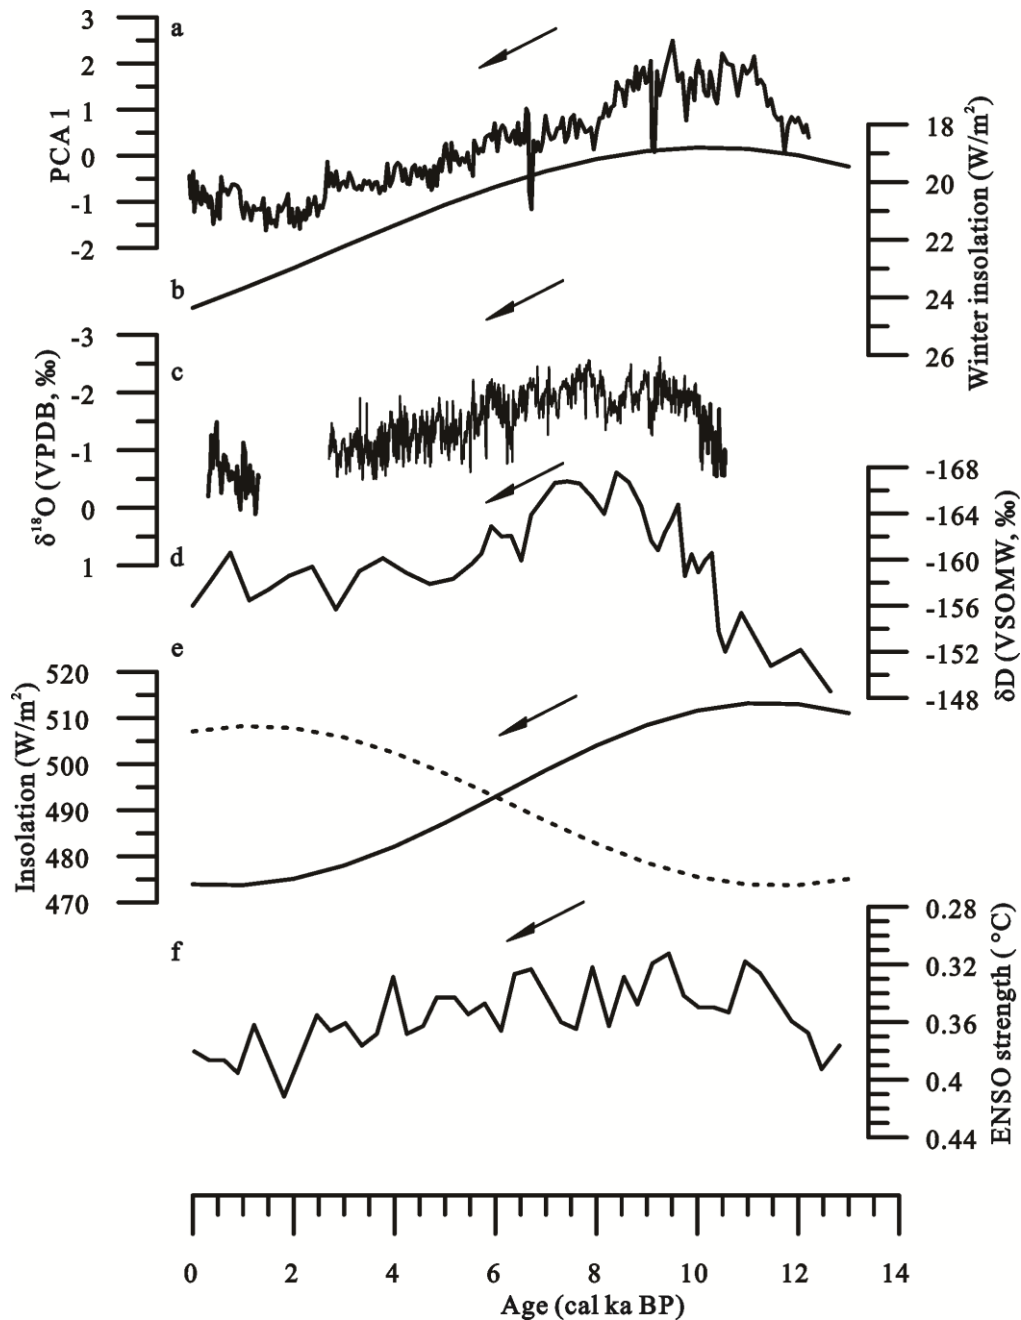 a
3
2
1
0
-1
-2
PCA 1
18
20
22
24
26
Winter insolation (W/m²)
b
-3
-2
-1
0
1
δ¹⁸O (VPDB, ‰)
c
-168
-164
-160
-156
-152
-148
δD (VSOMW, ‰)
d
e
520
510
500
490
480
470
Insolation (W/m²)
f
0.28
0.32
0.36
0.4
0.44
ENSO strength (°C)
0 2 4 6 8 10 12 14
Age (cal ka BP)